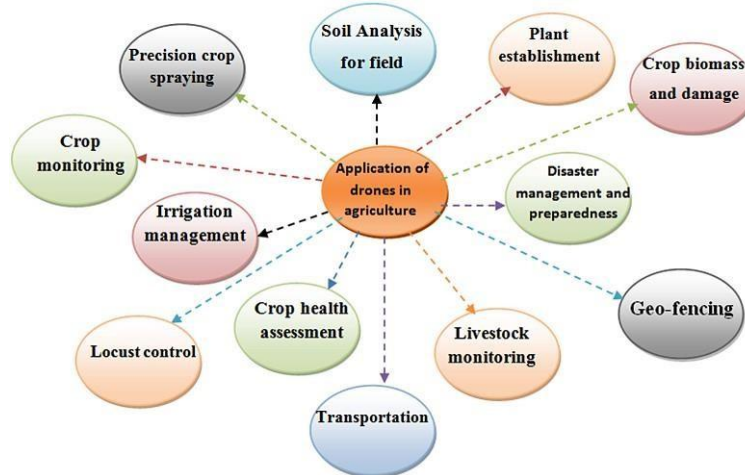 Soil Analysis
for field
Plant
establishment
Precision crop
spraying
Crop biomass
and damage
Crop
monitoring
Application of
drones in
agriculture
Disaster
management and
preparedness
Irrigation
management
Geo-fencing
Crop health
assessment
Livestock
monitoring
Locust control
Transportation